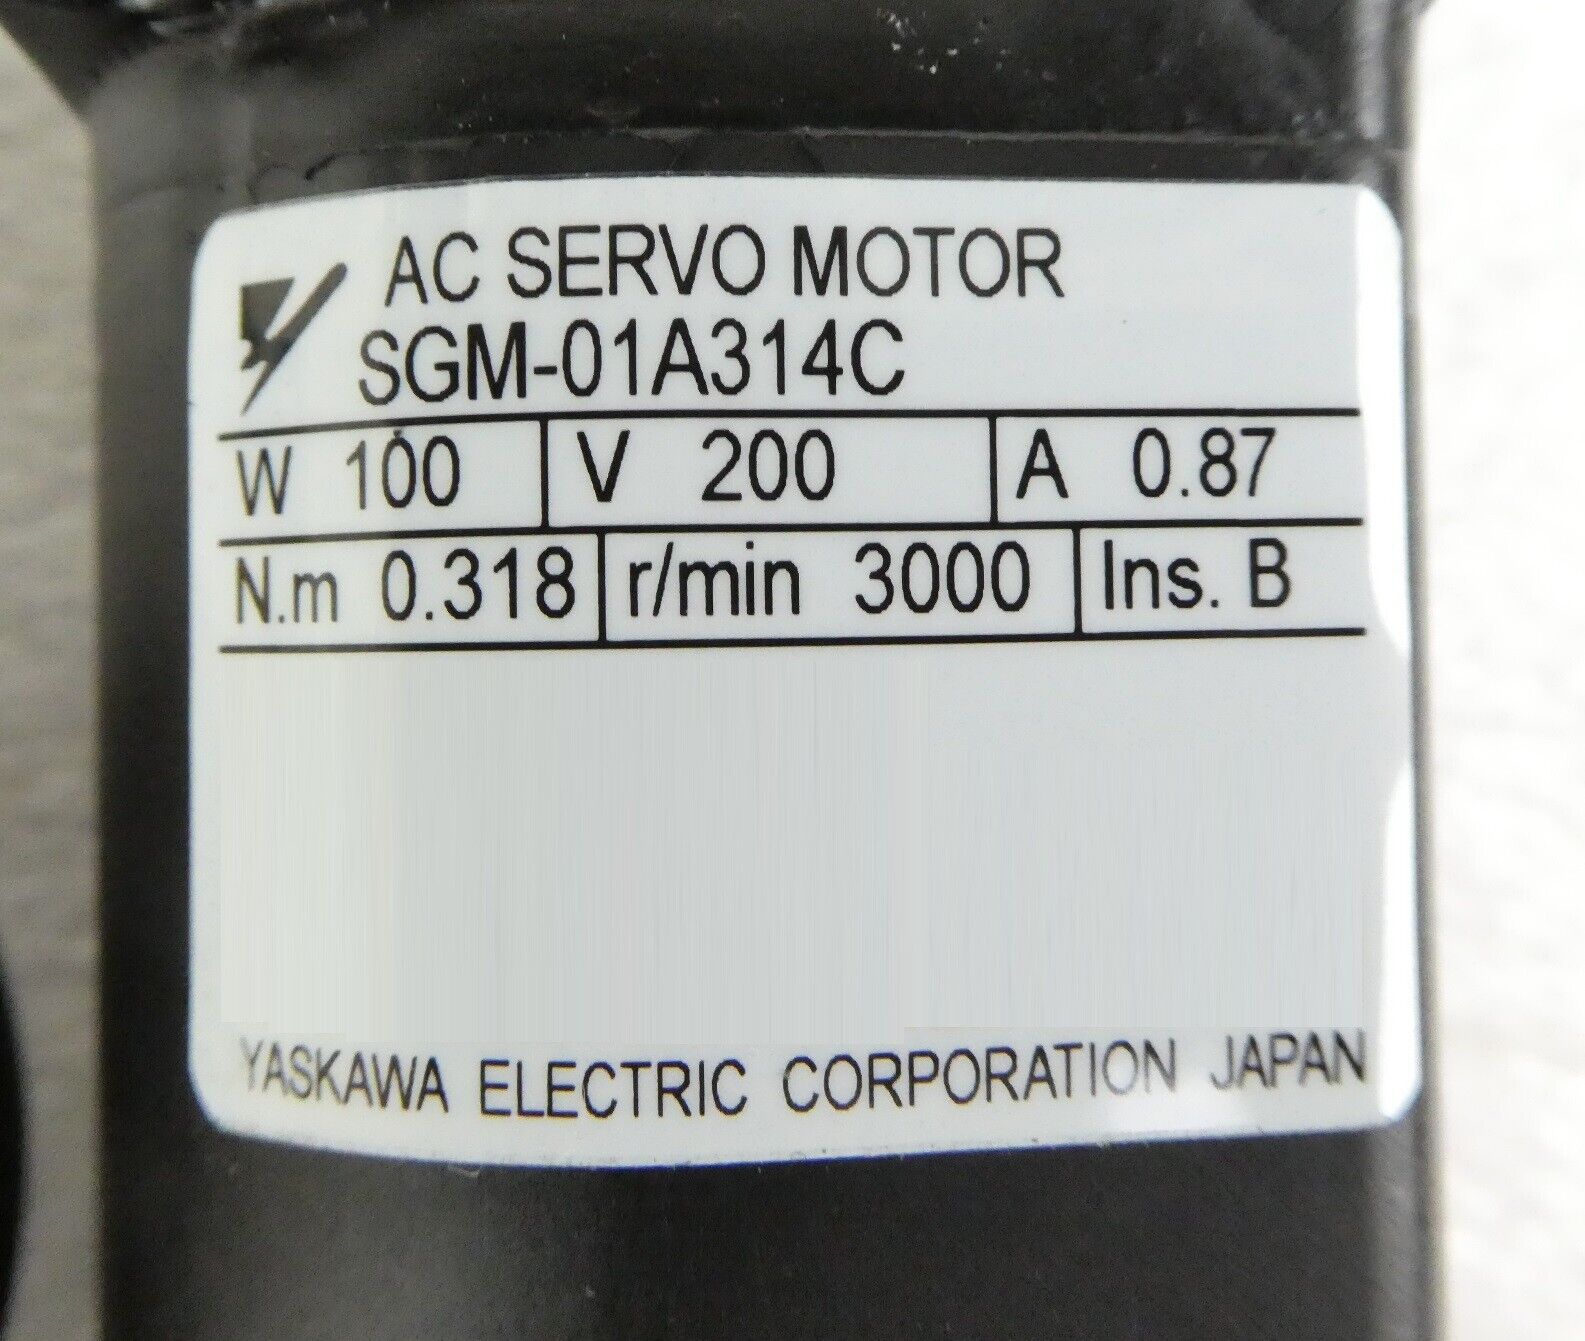 AC SERVO MOTOR
SGM-01A314C
W 100 V 200 A 0.87
N.m 0.318 r/min 3000 Ins. B
YASKAWA ELECTRIC CORPORATION JAPAN